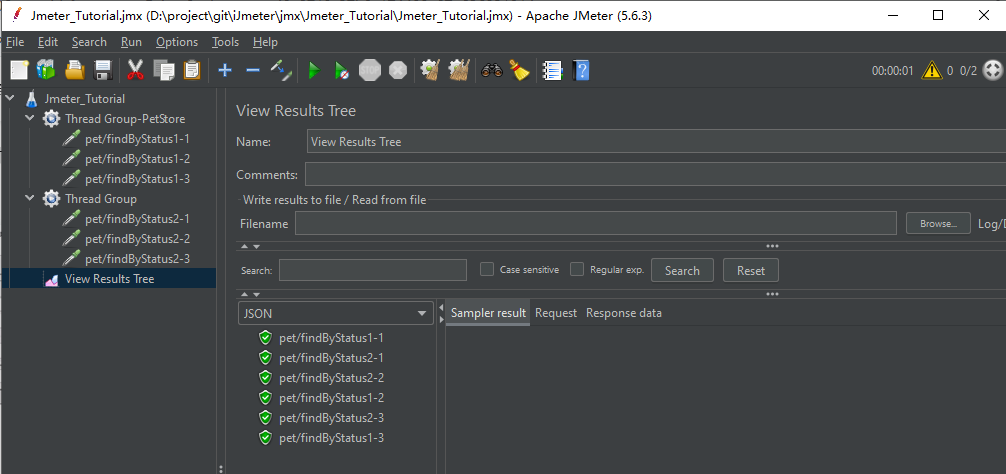 Jmeter_Tutorial.jmx (D:\project\git\iJmeter\jmx\Jmeter_Tutorial\Jmeter_Tutorial.jmx) - Apache JMeter (5.6.3)
File Edit Search Run Options Tools Help
STOP 00:00:01 0 0/2
Jmeter_Tutorial
Thread Group-PetStore
pet/findByStatus1-1
pet/findByStatus1-2
pet/findByStatus1-3
Thread Group
pet/findByStatus2-1
pet/findByStatus2-2
pet/findByStatus2-3
View Results Tree
View Results Tree
Name: View Results Tree
Comments:
Write results to file / Read from file
Filename Browse... Log/D
Search: Case sensitive Regular exp. Search Reset
JSON
Sampler result Request Response data
pet/findByStatus1-1
pet/findByStatus2-1
pet/findByStatus2-2
pet/findByStatus1-2
pet/findByStatus2-3
pet/findByStatus1-3